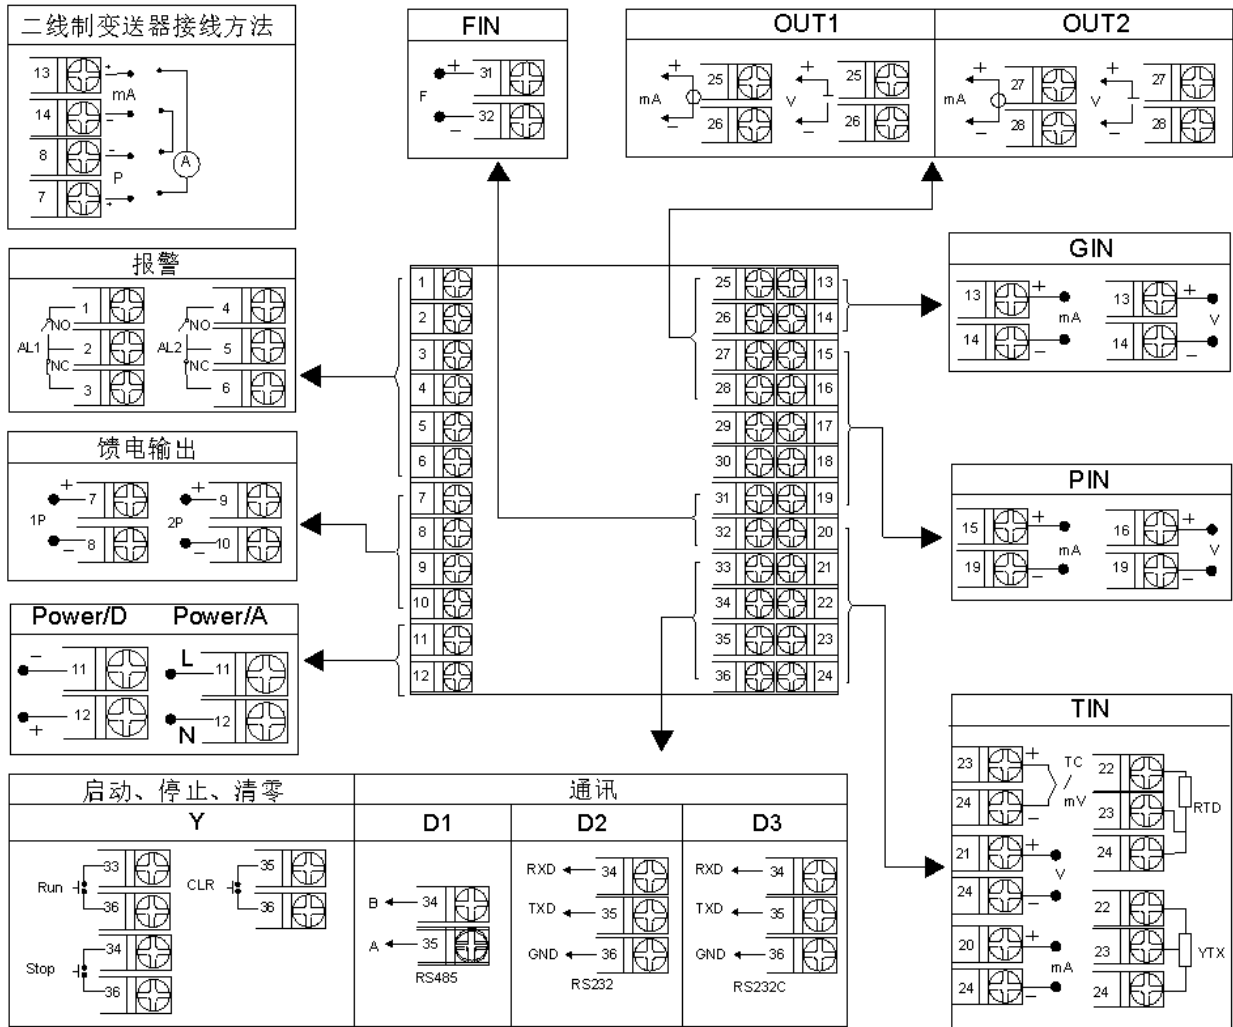 二线制变送器接线方法
13
+
mA
14
−
8
-
P
7
+
A
FIN
+
31
F
32
−
OUT1
OUT2
+
mA
−
25
26
+
V
−
25
26
+
mA
−
27
28
+
V
−
27
28
报警
1
NO
AL1
2
NC
3
4
NO
AL2
5
NC
6
馈电输出
+
7
1P
−
8
+
9
2P
−
10
Power/D
Power/A
−
11
12
+
L
11
12
N
1
2
3
4
5
6
7
8
9
10
11
12
25
13
26
14
27
15
28
16
29
17
30
18
31
19
32
20
33
21
34
22
35
23
36
24
GIN
13
+
mA
14
−
13
+
V
14
−
PIN
15
+
mA
19
−
16
+
V
19
−
TIN
23
+
TC
/
mV
24
−
22
23
RTD
24
21
+
V
24
−
22
23
YTX
24
20
+
mA
24
−
启动、停止、清零
通讯
Y
D1
D2
D3
33
Run
36
35
CLR
36
34
Stop
36
B
34
A
35
RS485
RXD
34
TXD
35
GND
36
RS232
RXD
34
TXD
35
GND
36
RS232C